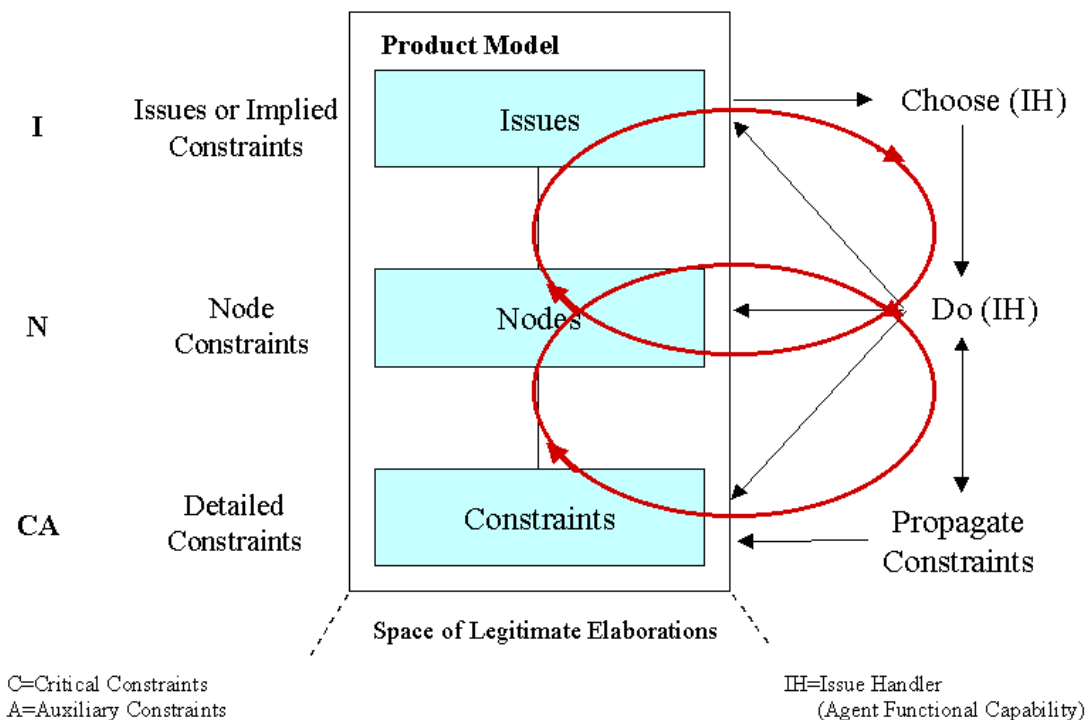 Product Model
I
Issues or Implied
Constraints
Issues
Choose (IH)
N
Node
Constraints
Nodes
Do (IH)
CA
Detailed
Constraints
Constraints
Propagate
Constraints
Space of Legitimate Elaborations
C=Critical Constraints
A=Auxiliary Constraints
IH=Issue Handler
(Agent Functional Capability)